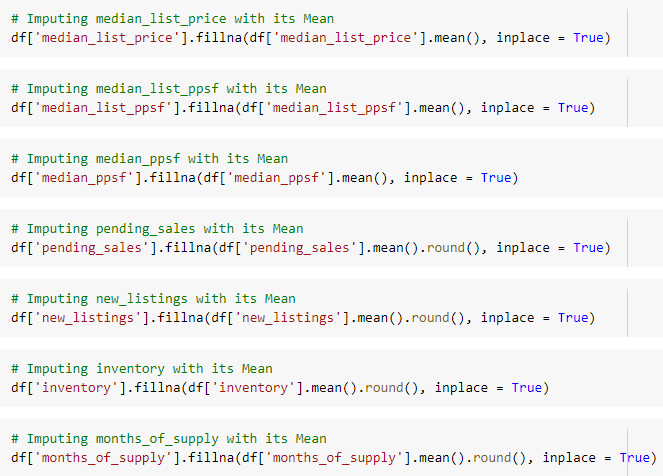 # Imputing median_list_price with its Mean
df['median_list_price'].fillna(df['median_list_price'].mean(), inplace = True)
# Imputing median_list_ppsf with its Mean
df['median_list_ppsf'].fillna(df['median_list_ppsf'].mean(), inplace = True)
# Imputing median_ppsf with its Mean
df['median_ppsf'].fillna(df['median_ppsf'].mean(), inplace = True)
# Imputing pending_sales with its Mean
df['pending_sales'].fillna(df['pending_sales'].mean().round(), inplace = True)
# Imputing new_listings with its Mean
df['new_listings'].fillna(df['new_listings'].mean().round(), inplace = True)
# Imputing inventory with its Mean
df['inventory'].fillna(df['inventory'].mean().round(), inplace = True)
# Imputing months_of_supply with its Mean
df['months_of_supply'].fillna(df['months_of_supply'].mean().round(), inplace = True)